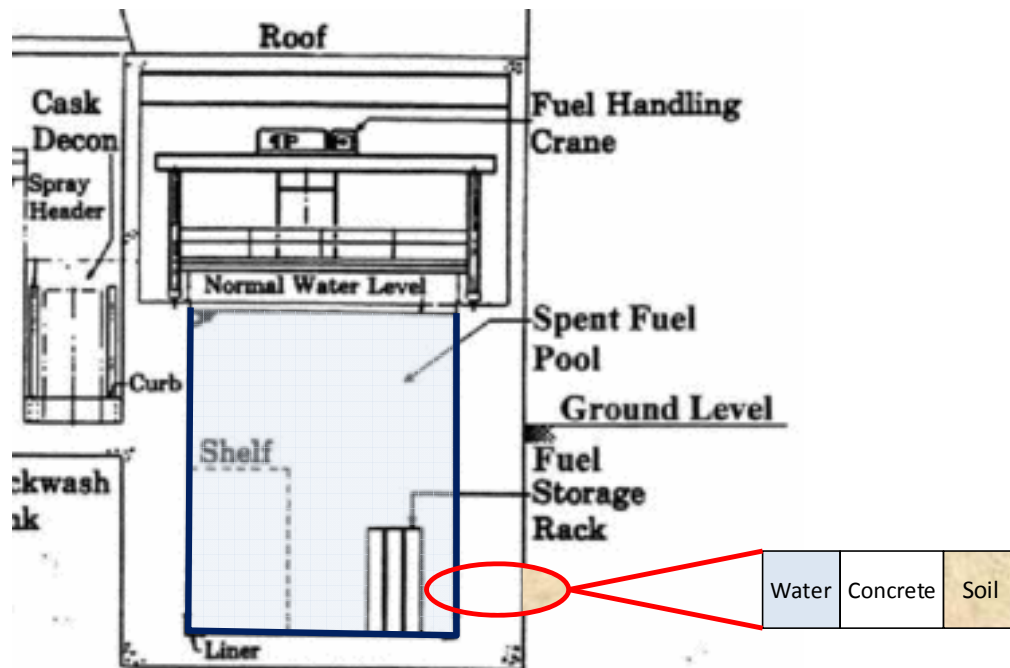 Roof
Cask
Decon
Spray
Header
Fuel Handling
Crane
Normal Water Level
Spent Fuel
Pool
Curb
Ground Level
Shelf
Fuel
Storage
Rack
ckwash
nk
Water
Concrete
Soil
Liner